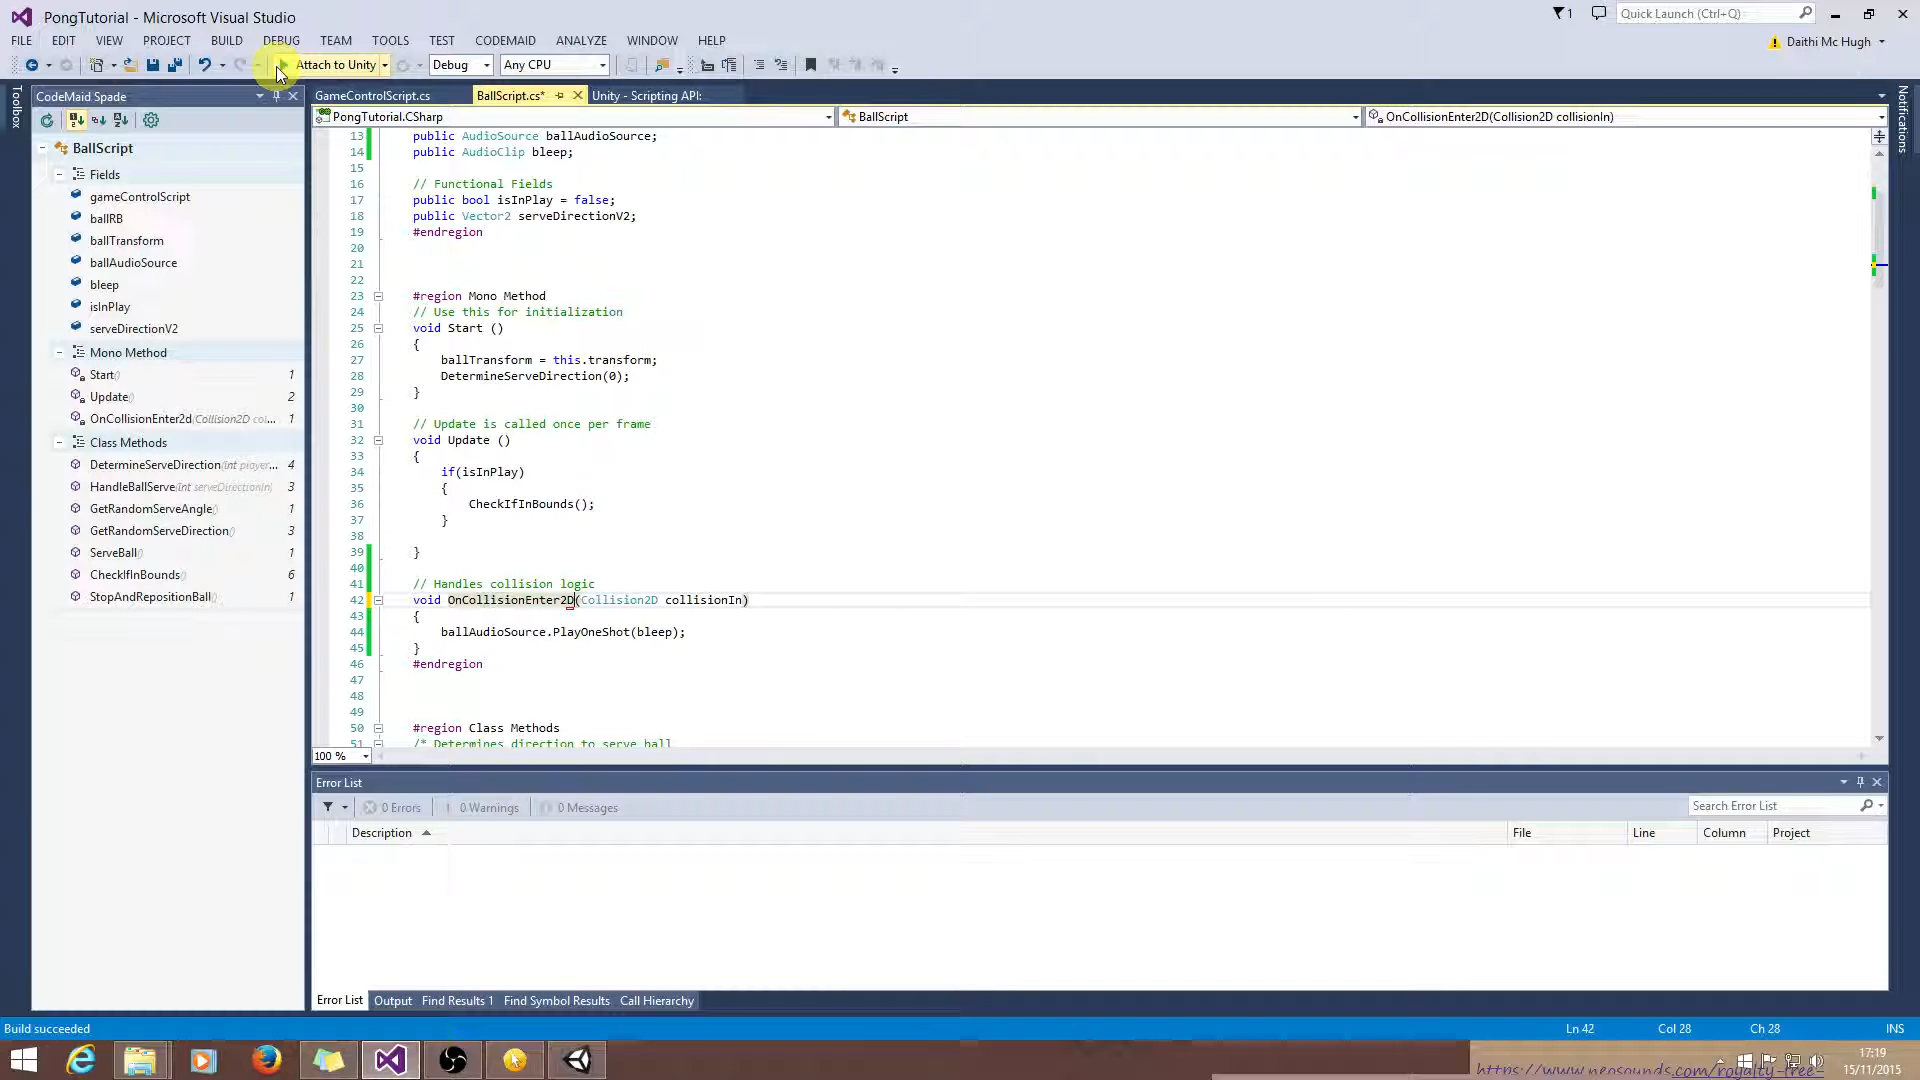 PongTutorial - Microsoft Visual Studio
1
Quick Launch (Ctrl+Q)
FILE EDIT VIEW PROJECT BUILD DEBUG TEAM TOOLS TEST CODEMAID ANALYZE WINDOW HELP
Daithi Mc Hugh
Attach to Unity Debug Any CPU
Toolbox
CodeMaid Spade
GameControlScript.cs BallScript.cs* Unity - Scripting API:
Notifications
PongTutorial.CSharp BallScript OnCollisionEnter2D(Collision2D collisionIn)
BallScript
Fields
gameControlScript
ballRB
ballTransform
ballAudioSource
bleep
isInPlay
serveDirectionV2
Mono Method
Start() 1
Update() 2
OnCollisionEnter2d(Collision2D col... 1
Class Methods
DetermineServeDirection(int player... 4
HandleBallServe(int serveDirectionIn) 3
GetRandomServeAngle() 1
GetRandomServeDirection() 3
ServeBall() 1
CheckIfInBounds() 6
StopAndRepositionBall() 1
13 public AudioSource ballAudioSource;
14 public AudioClip bleep;
15
16 // Functional Fields
17 public bool isInPlay = false;
18 public Vector2 serveDirectionV2;
19 #endregion
20
21
22
23 #region Mono Method
24 // Use this for initialization
25 void Start ()
26 {
27 ballTransform = this.transform;
28 DetermineServeDirection(0);
29 }
30
31 // Update is called once per frame
32 void Update ()
33 {
34 if(isInPlay)
35 {
36 CheckIfInBounds();
37 }
38
39 }
40
41 // Handles collision logic
42 void OnCollisionEnter2D(Collision2D collisionIn)
43 {
44 ballAudioSource.PlayOneShot(bleep);
45 }
46 #endregion
47
48
49
50 #region Class Methods
51 /* Determines direction to serve ball
100 %
Error List
0 Errors 0 Warnings 0 Messages
Search Error List
Description File Line Column Project
Error List Output Find Results 1 Find Symbol Results Call Hierarchy
Build succeeded Ln 42 Col 28 Ch 28 INS
https://www.neosounds.com/royalty-free-
17:19
15/11/2015